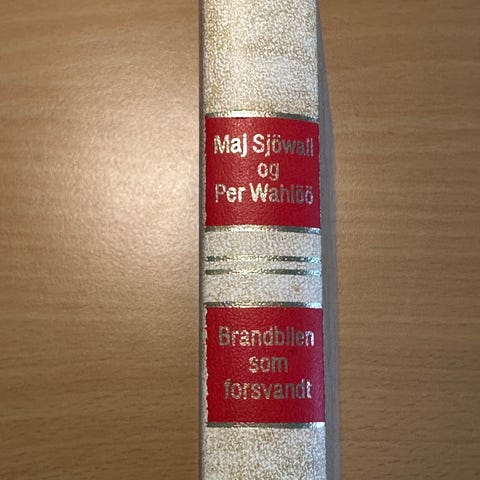 Maj Sjöwall
og
Per Wahlöö
Brandbilen
som
forsvandt